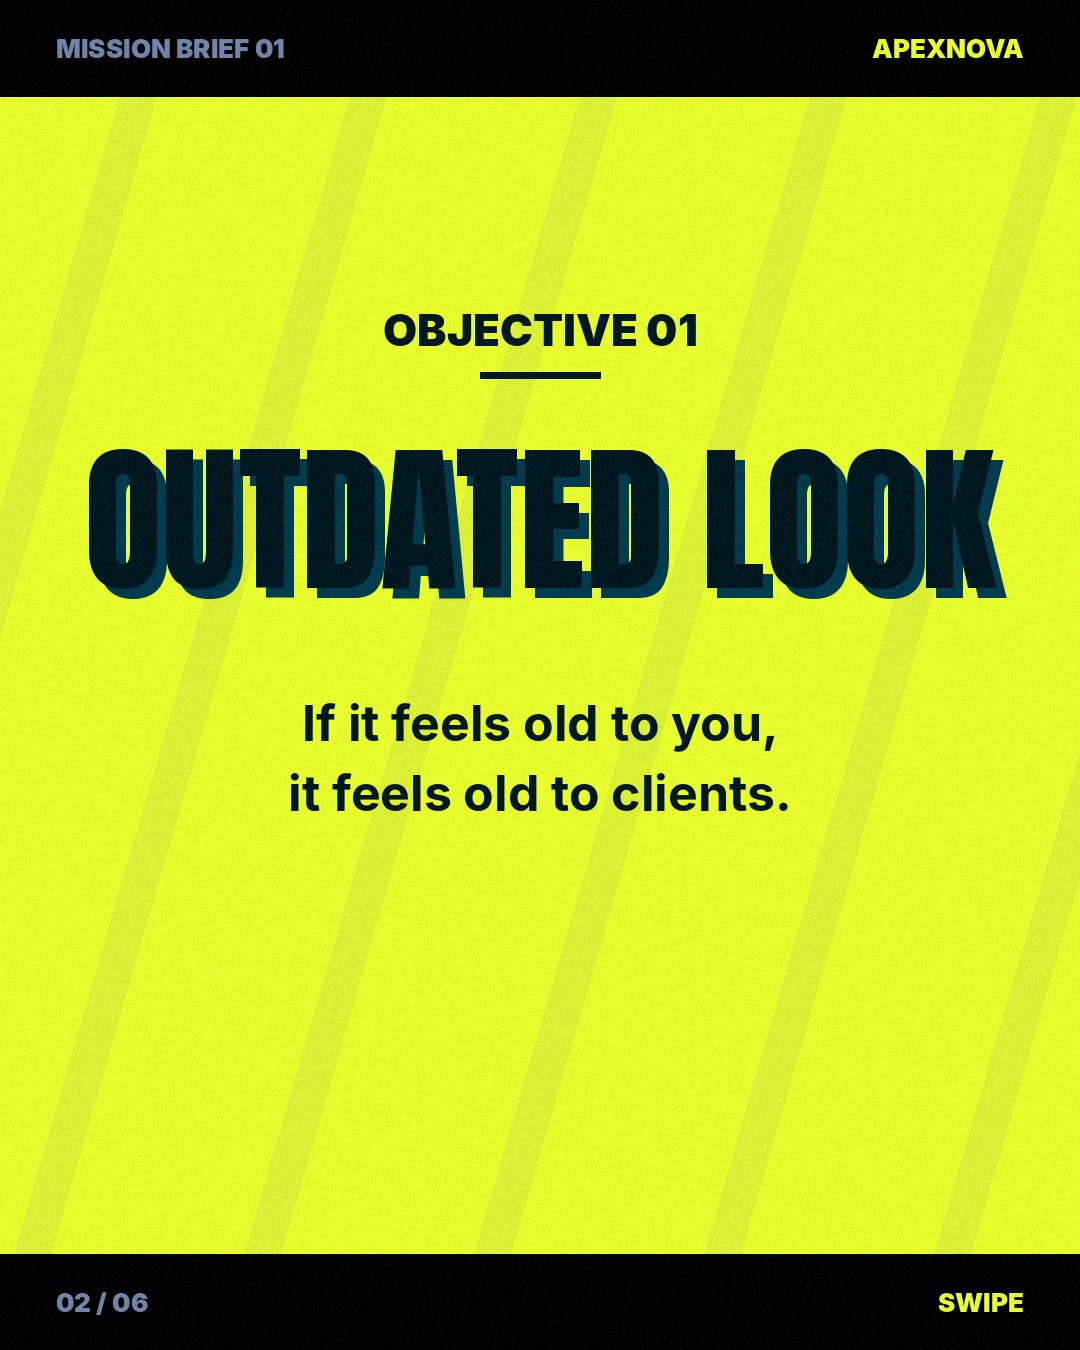 MISSION BRIEF 01
APEXNOVA
OBJECTIVE 01
OUTDATED LOOK
If it feels old to you,
it feels old to clients.
02 / 06
SWIPE